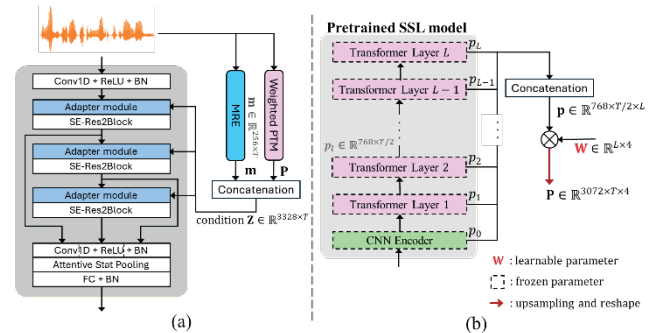 Conv1D + ReLU + BN
Adapter module
SE-Res2Block
Adapter module
SE-Res2Block
Adapter module
SE-Res2Block
Conv1D + ReLU + BN
Attentive Stat Pooling
FC + BN
MRE
m ∈ ℝ^{256×T}
Weighted PTM
m
P
Concatenation
condition Z ∈ ℝ^{3328×T}
(a)
Pretrained SSL model
Transformer Layer L
Transformer Layer L − 1
p_l ∈ ℝ^{768×T/2}
Transformer Layer 2
Transformer Layer 1
CNN Encoder
p_L
p_{L−1}
p_2
p_1
p_0
Concatenation
p ∈ ℝ^{768×T/2×L}
W ∈ ℝ^{L×4}
P ∈ ℝ^{3072×T×4}
W : learnable parameter
: frozen parameter
: upsampling and reshape
(b)